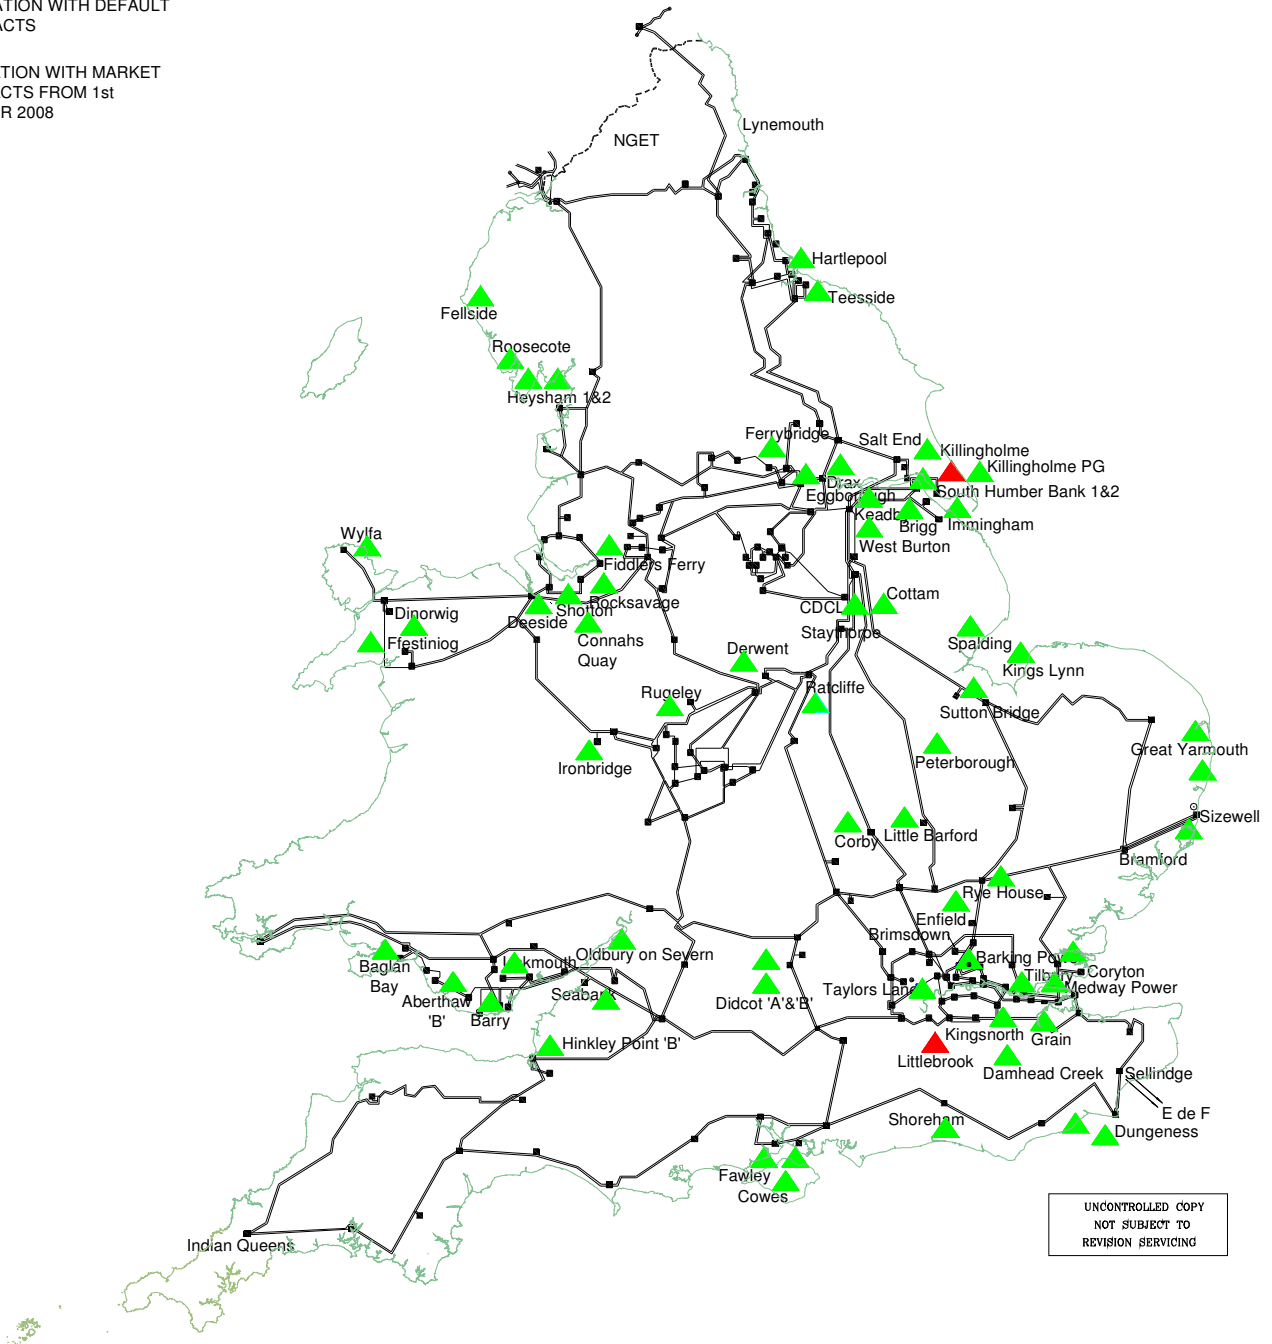 ATION WITH DEFAULT
ACTS
TION WITH MARKET
ACTS FROM 1st
R 2008
NGET
Lynemouth
Hartlepool
Teesside
Fellside
Roosecote
Heysham 1&2
Ferrybridge
Salt End
Killingholme
Killingholme PG
Drax
Eggborough
South Humber Bank 1&2
Keadby
Brigg
Immingham
West Burton
Wylfa
Fiddlers Ferry
Rocksavage
Shotton
Deeside
Connahs
Quay
Dinorwig
Ffestiniog
CDCL
Cottam
Staythorpe
Spalding
Kings Lynn
Derwent
Ratcliffe
Rugeley
Sutton Bridge
Ironbridge
Peterborough
Great Yarmouth
Sizewell
Corby
Little Barford
Bramford
Rye House
Enfield
Brimsdown
Oldbury on Severn
Uskmouth
Baglan
Bay
Barking Power
Tilbury
Coryton
Medway Power
Aberthaw
'B'
Barry
Seabank
Didcot 'A'&'B'
Taylors Lane
Kingsnorth
Grain
Hinkley Point 'B'
Littlebrook
Damhead Creek
Sellindge
E de F
Shoreham
Dungeness
Fawley
Cowes
Indian Queens
UNCONTROLLED COPY
NOT SUBJECT TO
REVISION SERVICING